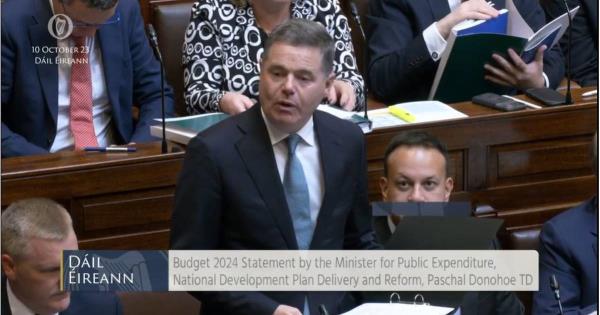 10 OCTOBER 23
DÁIL ÉIREANN
DÁIL
ÉIREANN
Budget 2024 Statement by the Minister for Public Expenditure,
National Development Plan Delivery and Reform, Paschal Donohoe TD